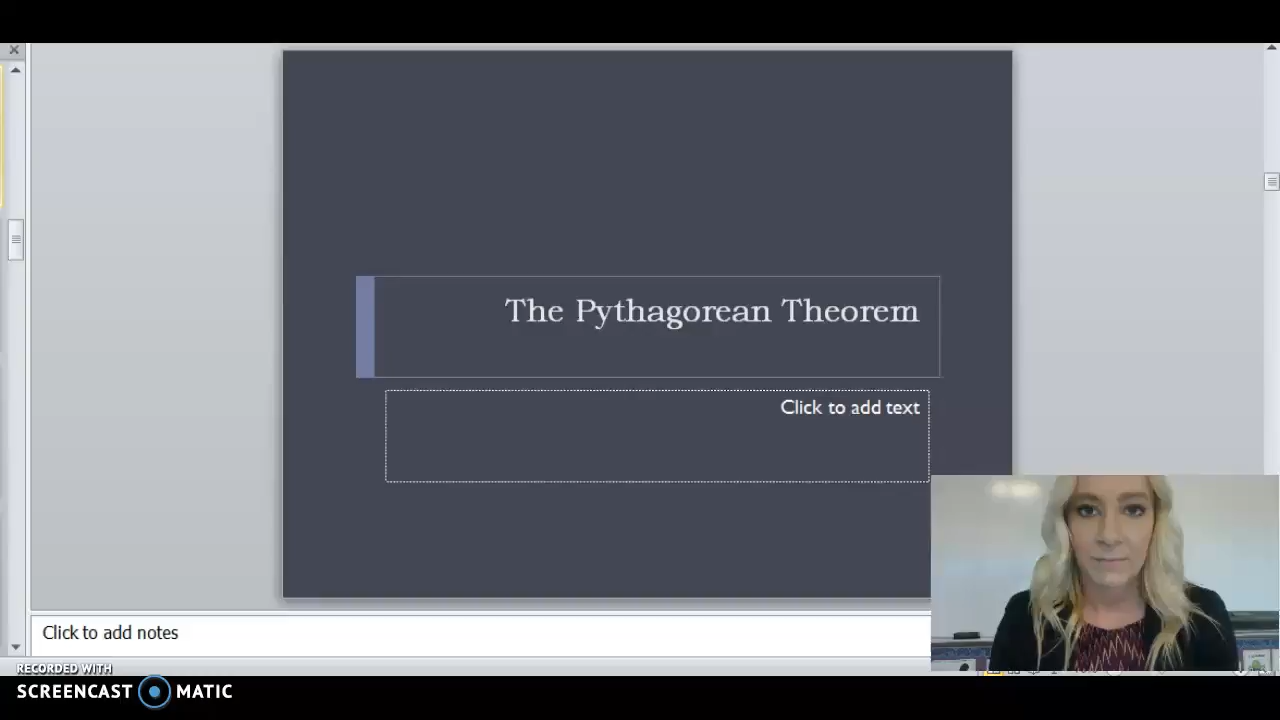 The Pythagorean Theorem
Click to add text
Click to add notes
RECORDED WITH
SCREENCAST MATIC